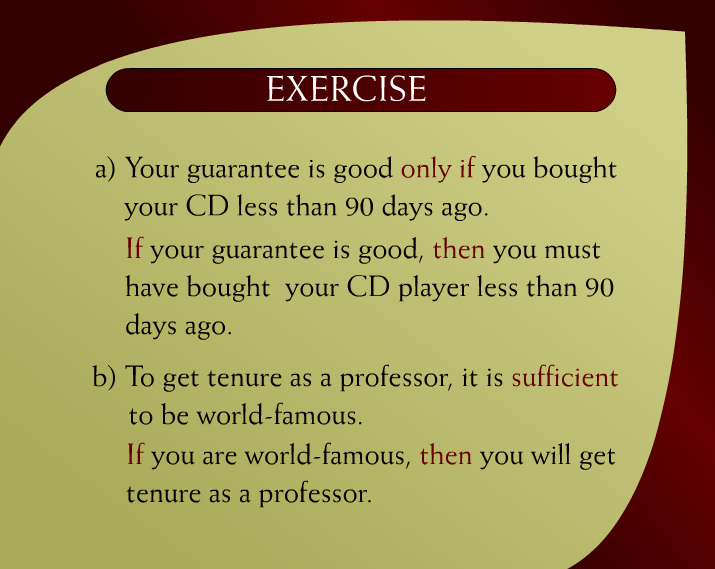 EXERCISE
a) Your guarantee is good only if you bought
your CD less than 90 days ago.
If your guarantee is good, then you must
have bought your CD player less than 90
days ago.
b) To get tenure as a professor, it is sufficient
to be world-famous.
If you are world-famous, then you will get
tenure as a professor.